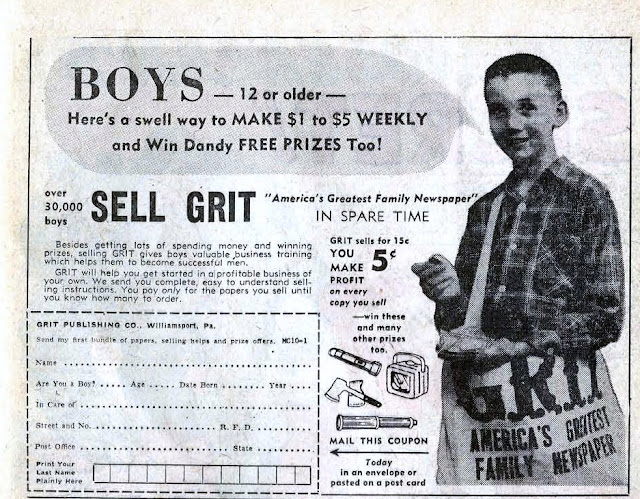 BOYS — 12 or older —
Here's a swell way to MAKE $1 to $5 WEEKLY
and Win Dandy FREE PRIZES Too!
over
30,000
boys
SELL GRIT
"America's Greatest Family Newspaper"
IN SPARE TIME
Besides getting lots of spending money and winning
prizes, selling GRIT gives boys valuable business training
which helps them to become successful men.
GRIT will help you get started in a profitable business of
your own. We send you complete, easy to understand sell-
ing instructions. You pay only for the papers you sell until
you know how many to order.
GRIT sells for 15c
YOU
MAKE 5¢
PROFIT
on every
copy you sell
—win these
and many
other prizes
too.
GRIT PUBLISHING CO., Williamsport, Pa.
Send my first bundle of papers, selling helps and prize offers. MC10-1
Name
Are You a Boy? Age Date Born Year
In Care of
Street and No. R. F. D.
Post Office State
Print Your
Last Name
Plainly Here
MAIL THIS COUPON
Today
in an envelope or
pasted on a post card
GRIT
AMERICA'S GREATEST
FAMILY NEWSPAPER